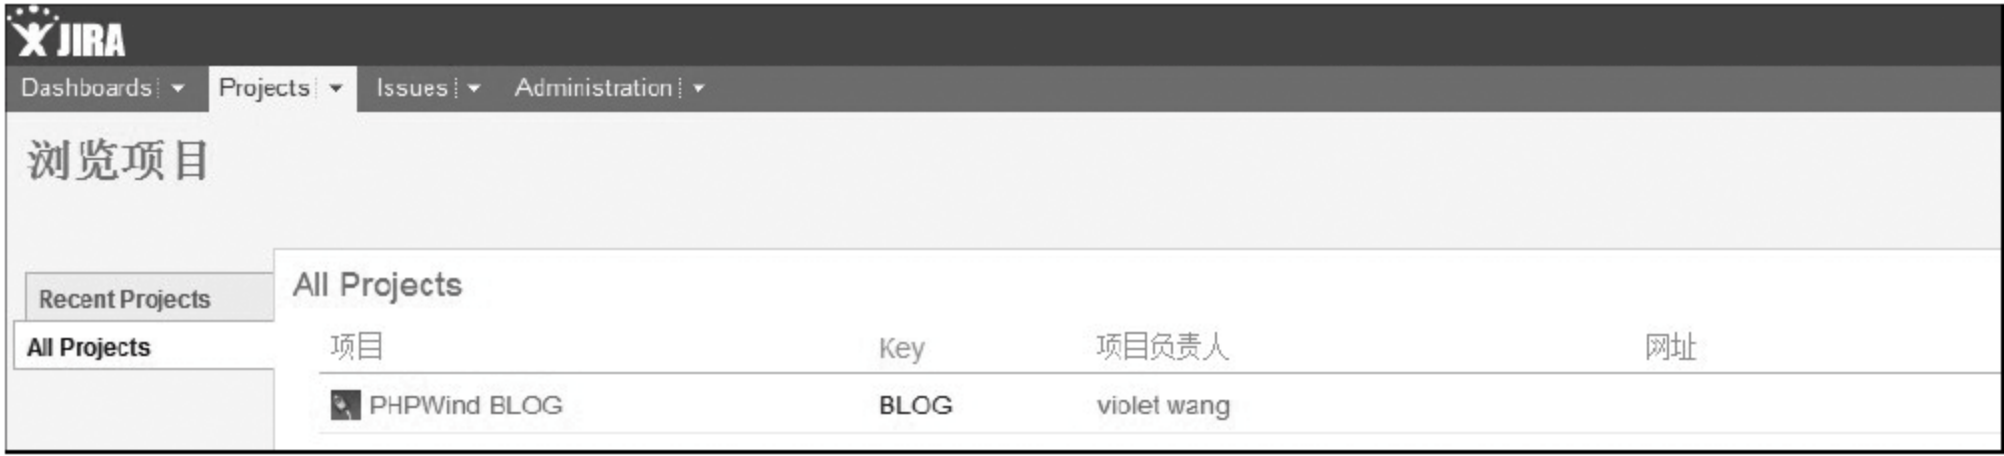 JIRA
Dashboards Projects Issues Administration
浏览项目
Recent Projects
All Projects
All Projects
项目 Key 项目负责人 网址
PHPWind BLOG BLOG violet wang